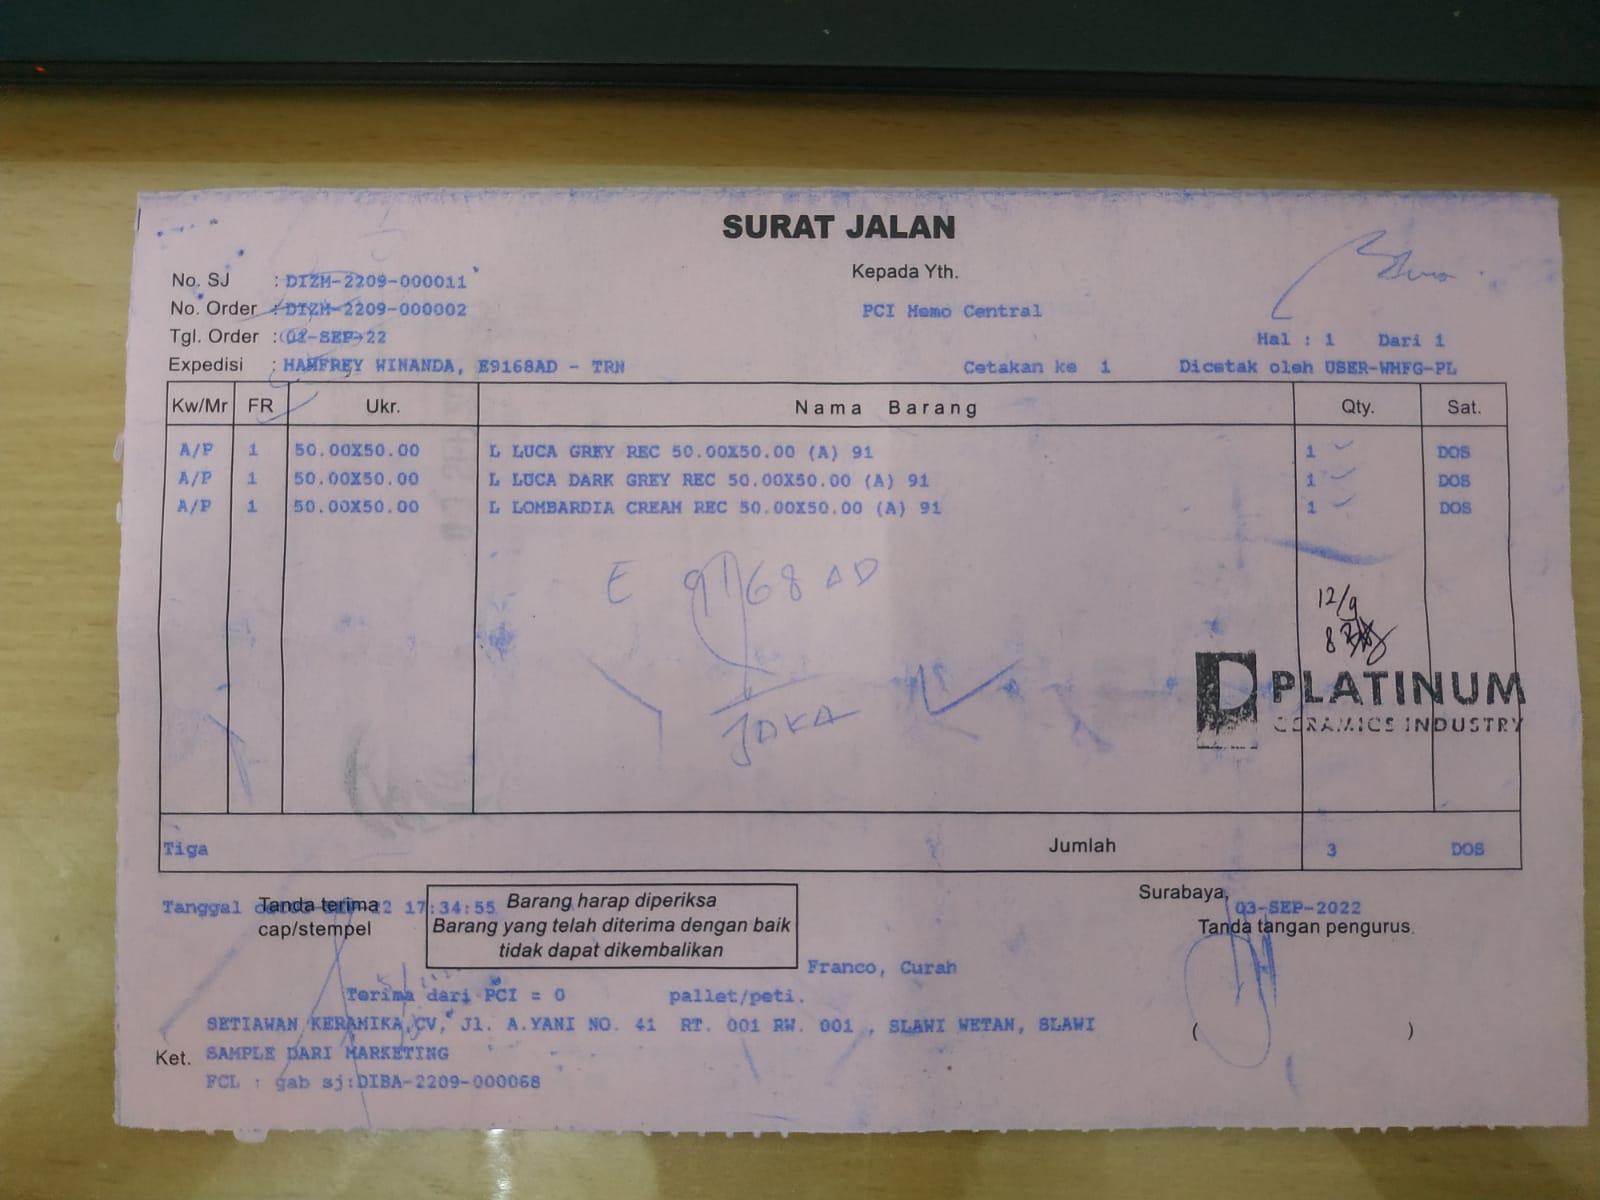 SURAT JALAN
No. SJ : DIZM-2209-000011
Kepada Yth.
No. Order : DIZM-2209-000002
PCI Memo Central
Tgl. Order : 02-SEP-22
Hal : 1 Dari 1
Expedisi : HAMFREY WINANDA, E9168AD - TRN
Cetakan ke 1 Dicetak oleh USER-WHFG-PL
Kw/Mr FR Ukr. Nama Barang Qty. Sat.
A/P 1 50.00X50.00 L LUCA GREY REC 50.00X50.00 (A) 91 1 DOS
A/P 1 50.00X50.00 L LUCA DARK GREY REC 50.00X50.00 (A) 91 1 DOS
A/P 1 50.00X50.00 L LOMBARDIA CREAM REC 50.00X50.00 (A) 91 1 DOS
E 9168 AD
12/9
8
JAKA
PLATINUM
CERAMICS INDUSTRY
Tiga Jumlah 3 DOS
Tanggal 22 17:34:55
Tanda terima
cap/stempel
Barang harap diperiksa
Barang yang telah diterima dengan baik
tidak dapat dikembalikan
Surabaya, 03-SEP-2022
Tanda tangan pengurus
Franco, Curah
Terima dari PCI = 0 pallet/peti.
SETIAWAN KERAMIKA,CV, Jl. A.YANI NO. 41 RT. 001 RW. 001 , SLAWI WETAN, SLAWI
( )
Ket. SAMPLE DARI MARKETING
FCL : gab sj:DIBA-2209-000068